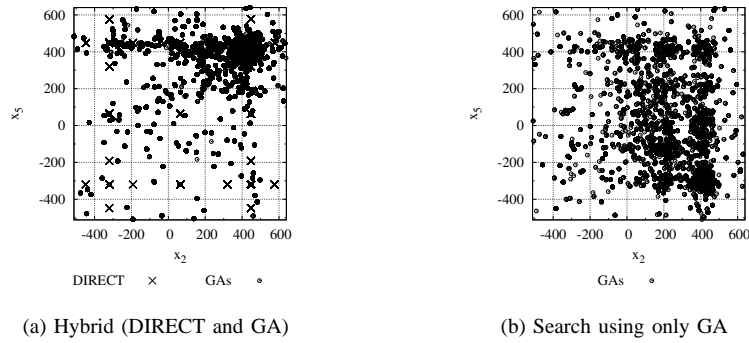 600
400
200
0
-200
-400
x5
-400 -200 0 200 400 600
x2
DIRECT × GAs
(a) Hybrid (DIRECT and GA)
600
400
200
0
-200
-400
x5
-400 -200 0 200 400 600
x2
GAs
(b) Search using only GA